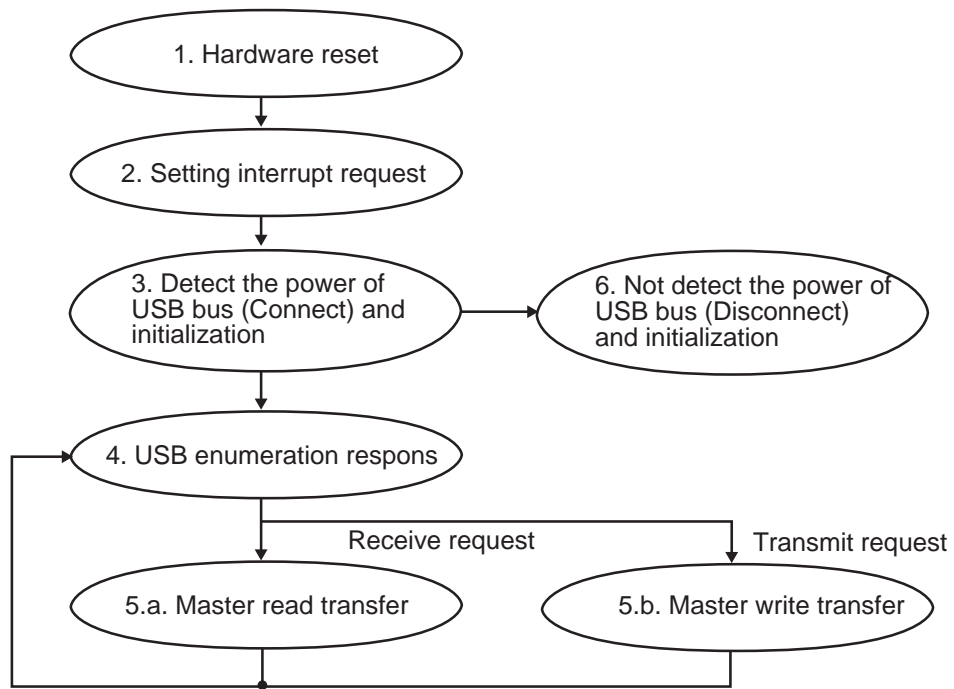 1. Hardware reset
2. Setting interrupt request
3. Detect the power of
USB bus (Connect) and
initialization
6. Not detect the power of
USB bus (Disconnect)
and initialization
4. USB enumeration respons
Receive request
Transmit request
5.a. Master read transfer
5.b. Master write transfer